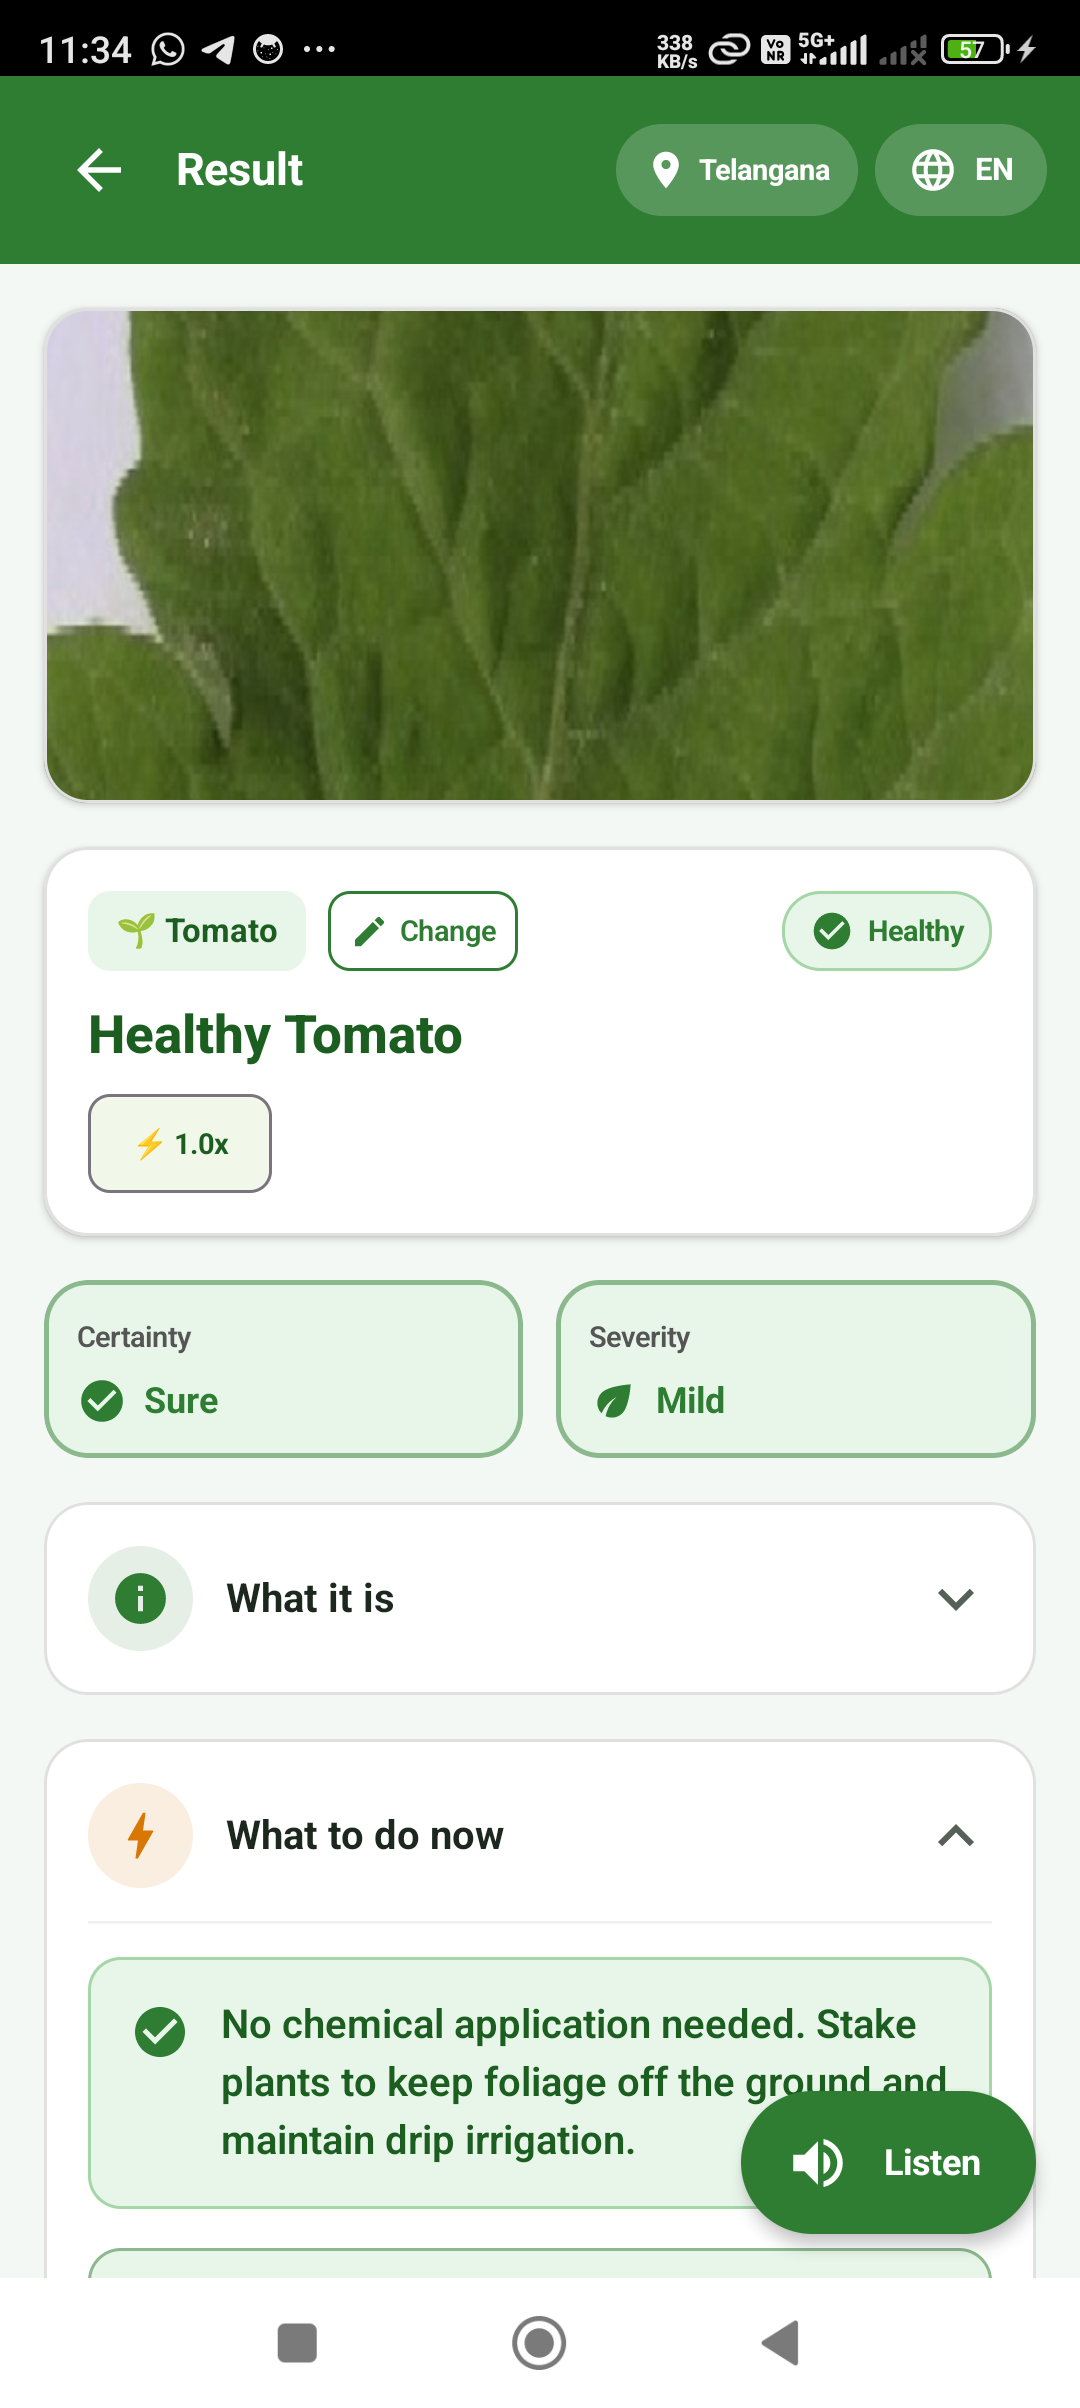 11:34
338 KB/s
Vo NR
5G+
57
Result
Telangana
EN
Tomato
Change
Healthy
Healthy Tomato
1.0x
Certainty
Sure
Severity
Mild
What it is
What to do now
No chemical application needed. Stake
plants to keep foliage off the ground and
maintain drip irrigation.
Listen